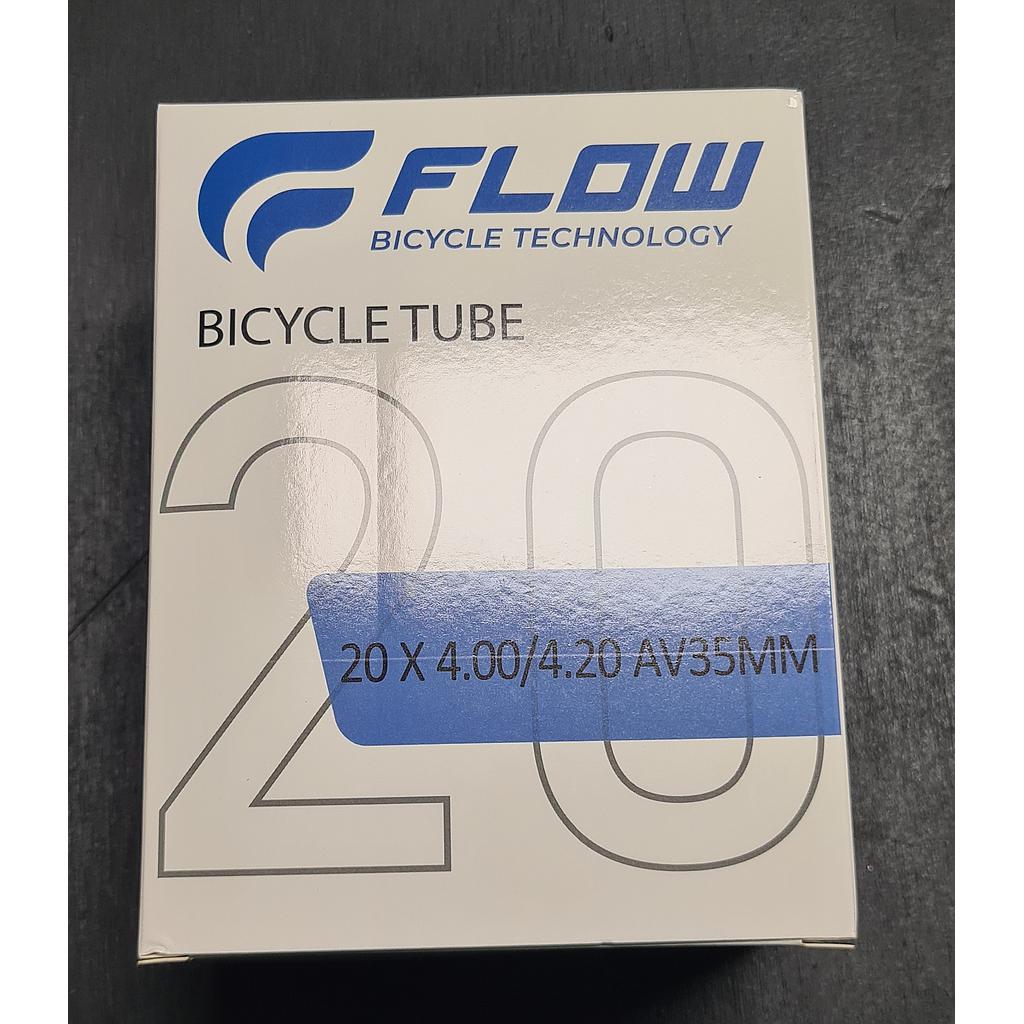 FLOW
BICYCLE TECHNOLOGY
BICYCLE TUBE
20
20 X 4.00/4.20 AV35MM